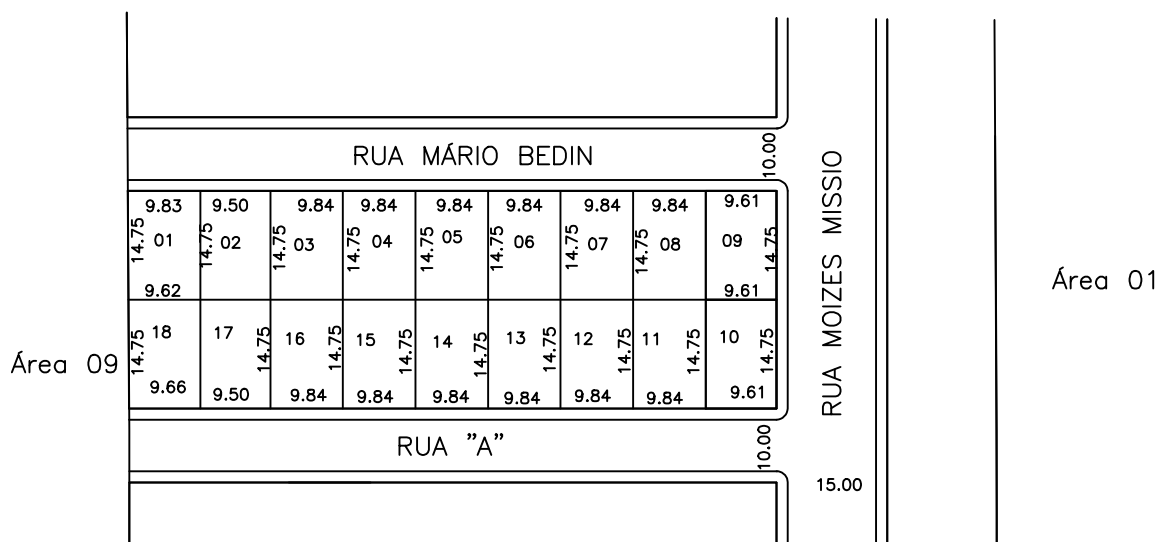 10.00
RUA MÁRIO BEDIN
RUA MOIZES MISSIO
9.83 9.50 9.84 9.84 9.84 9.84 9.84 9.84 9.61
14.75 01 14.75 02 14.75 03 14.75 04 14.75 05 14.75 06 14.75 07 14.75 08 09 14.75
9.62 9.61
Área 01
14.75 18 17 14.75 16 14.75 15 14.75 14 14.75 13 14.75 12 14.75 11 14.75 10 14.75
Área 09
9.66 9.50 9.84 9.84 9.84 9.84 9.84 9.84 9.61
RUA "A"
10.00
15.00